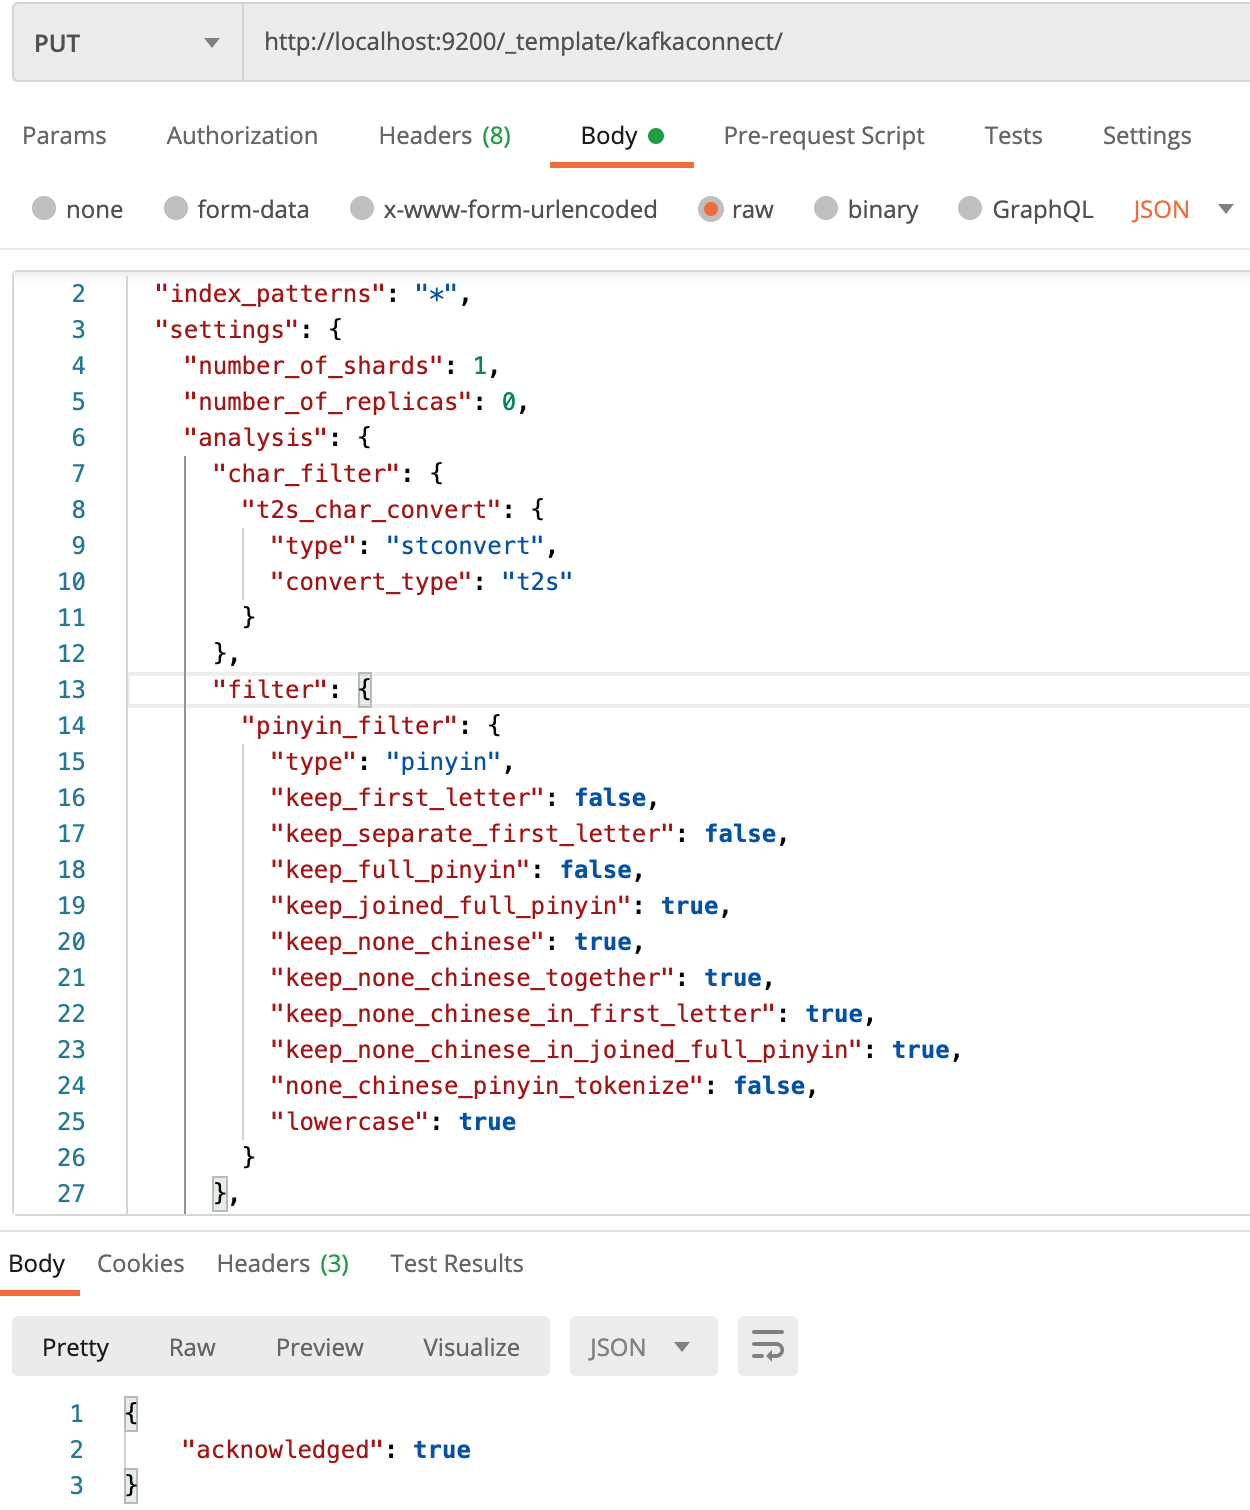 PUT http://localhost:9200/_template/kafkaconnect/
Params Authorization Headers (8) Body Pre-request Script Tests Settings
none form-data x-www-form-urlencoded raw binary GraphQL JSON
2 "index_patterns": "*",
3 "settings": {
4 "number_of_shards": 1,
5 "number_of_replicas": 0,
6 "analysis": {
7 "char_filter": {
8 "t2s_char_convert": {
9 "type": "stconvert",
10 "convert_type": "t2s"
11 }
12 },
13 "filter": {
14 "pinyin_filter": {
15 "type": "pinyin",
16 "keep_first_letter": false,
17 "keep_separate_first_letter": false,
18 "keep_full_pinyin": false,
19 "keep_joined_full_pinyin": true,
20 "keep_none_chinese": true,
21 "keep_none_chinese_together": true,
22 "keep_none_chinese_in_first_letter": true,
23 "keep_none_chinese_in_joined_full_pinyin": true,
24 "none_chinese_pinyin_tokenize": false,
25 "lowercase": true
26 }
27 },
Body Cookies Headers (3) Test Results
Pretty Raw Preview Visualize JSON
1 {
2 "acknowledged": true
3 }